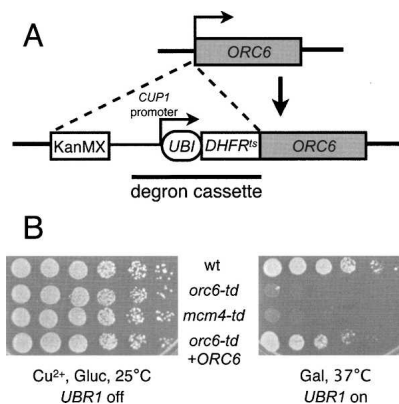 A
ORC6
CUP1
promoter
KanMX
UBI
DHFRts
ORC6
degron cassette
B
wt
orc6-td
mcm4-td
orc6-td
+ORC6
Cu2+, Gluc, 25°C
UBR1 off
Gal, 37°C
UBR1 on